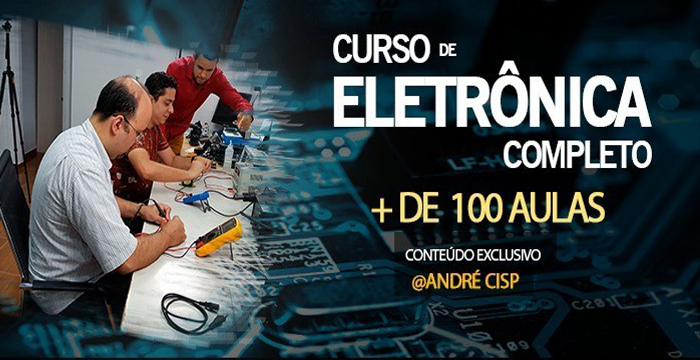 CURSO DE
ELETRÔNICA
COMPLETO
+ DE 100 AULAS
CONTEÚDO EXCLUSIVO
@ANDRÉ CISP